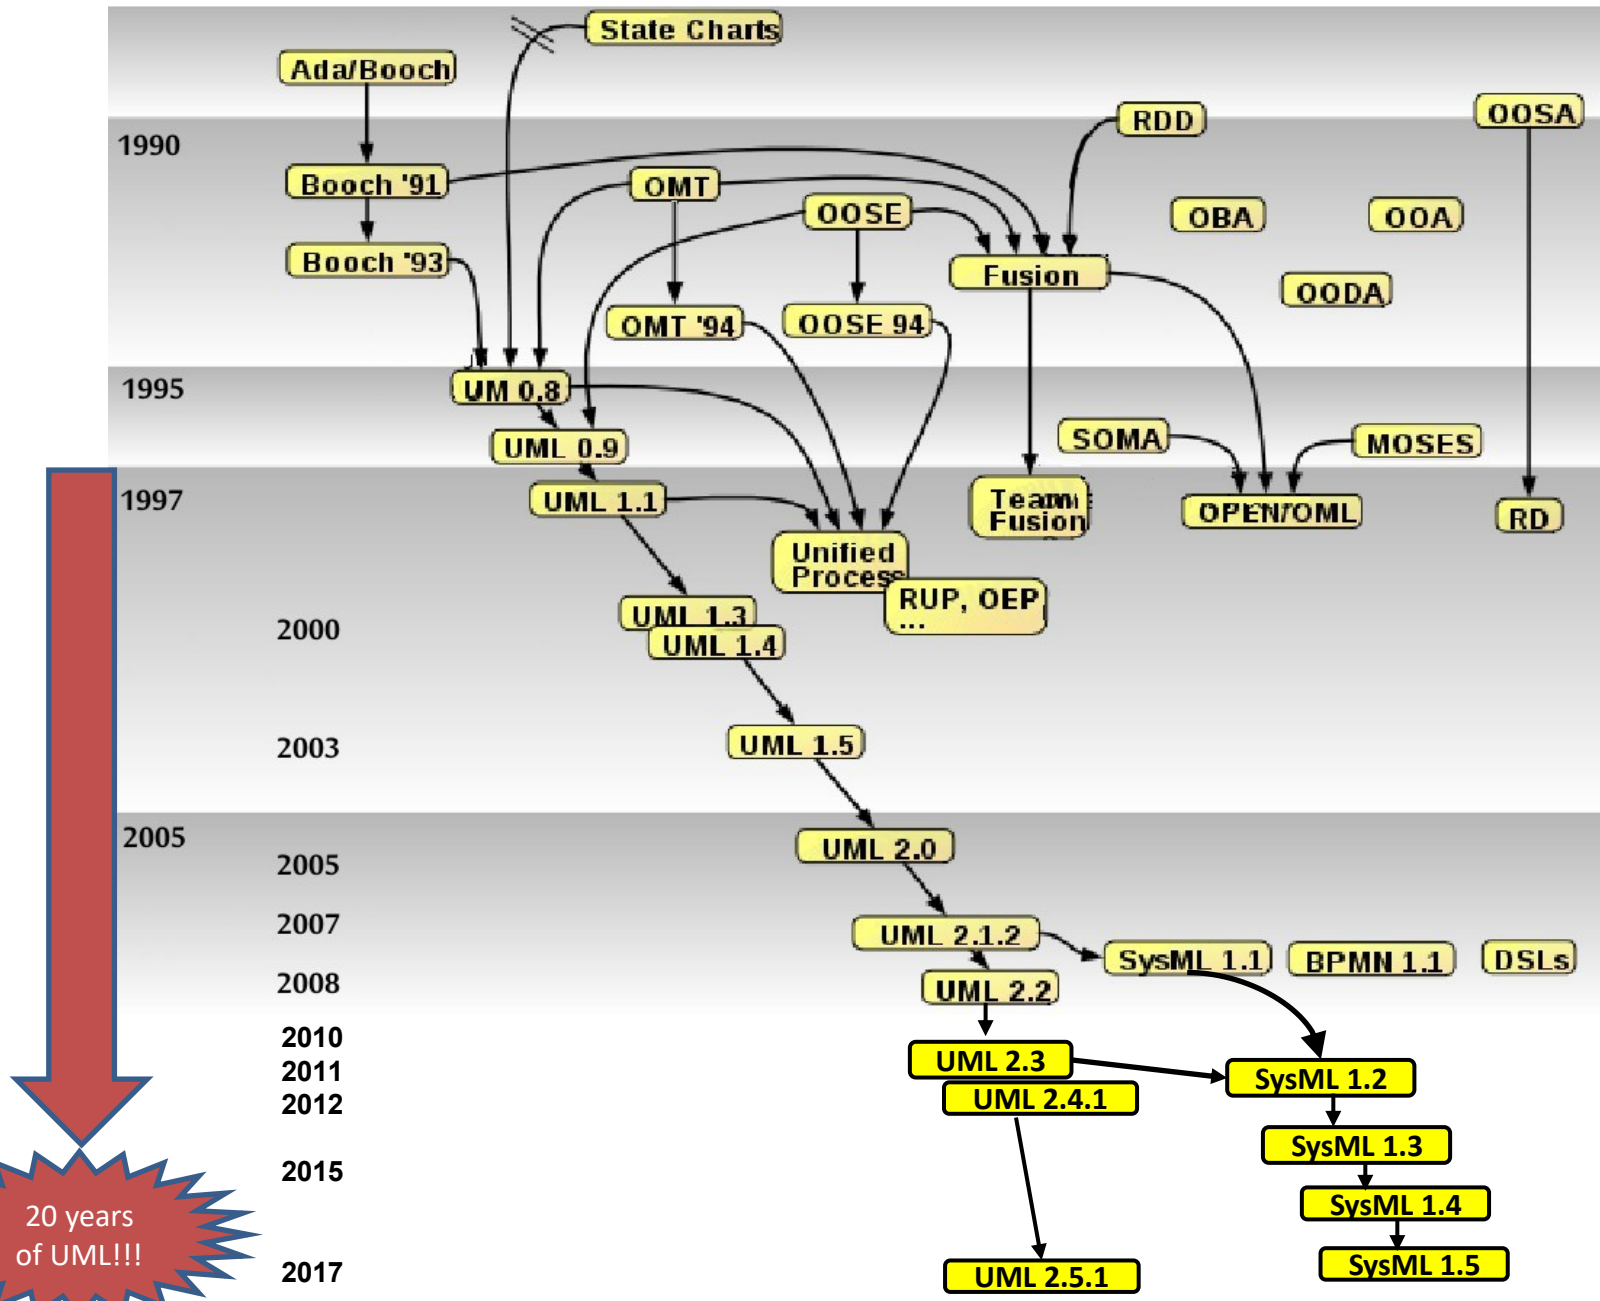 State Charts
Ada/Booch
RDD
OOSA
1990
Booch '91
OMT
OOSE
OBA
OOA
Booch '93
Fusion
OODA
OMT '94
OOSE 94
1995
UM 0.8
SOMA
MOSES
UML 0.9
1997
UML 1.1
Team
Fusion
OPEN/OML
RD
Unified
Process
RUP, OEP
...
2000
UML 1.3
UML 1.4
2003
UML 1.5
2005
UML 2.0
2005
2007
UML 2.1.2
SysML 1.1
BPMN 1.1
DSLs
2008
UML 2.2
2010
UML 2.3
2011
SysML 1.2
2012
UML 2.4.1
SysML 1.3
2015
SysML 1.4
20 years
of UML!!!
2017
UML 2.5.1
SysML 1.5